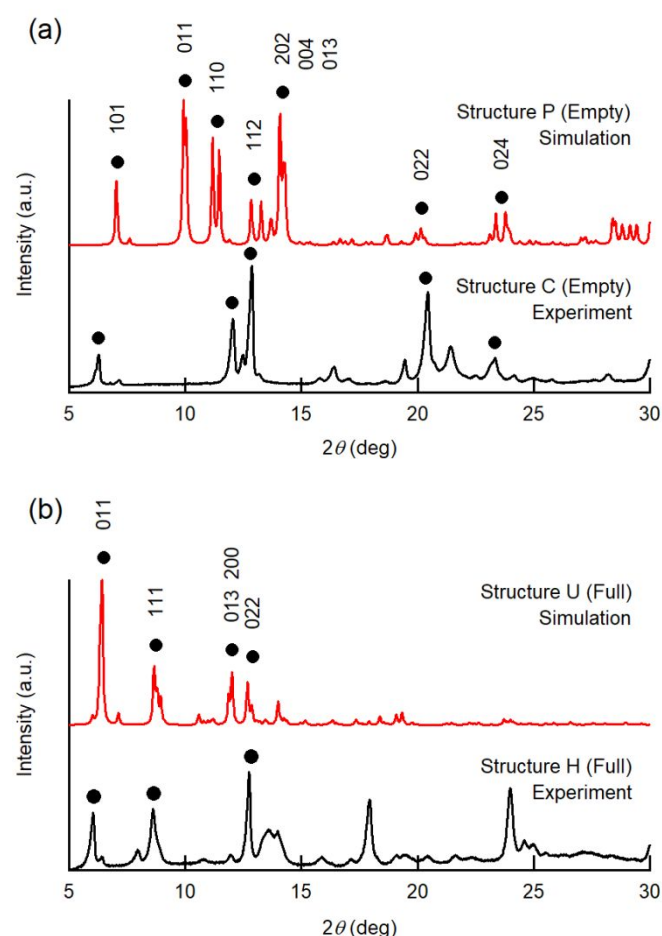 (a)
101
011
110
112
202
004
013
022
024
Structure P (Empty)
Simulation
Structure C (Empty)
Experiment
Intensity (a.u.)
5 10 15 20 25 30
2θ (deg)
(b)
011
111
013
200
022
Structure U (Full)
Simulation
Structure H (Full)
Experiment
Intensity (a.u.)
5 10 15 20 25 30
2θ (deg)